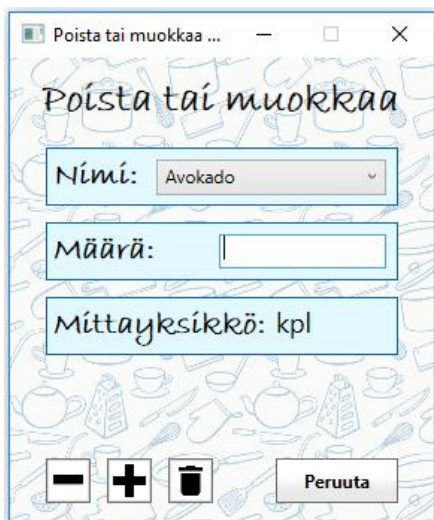 Poista tai muokkaa ...
Poista tai muokkaa
Nimi: Avokado
Määrä:
Mittayksikkö: kpl
Peruuta